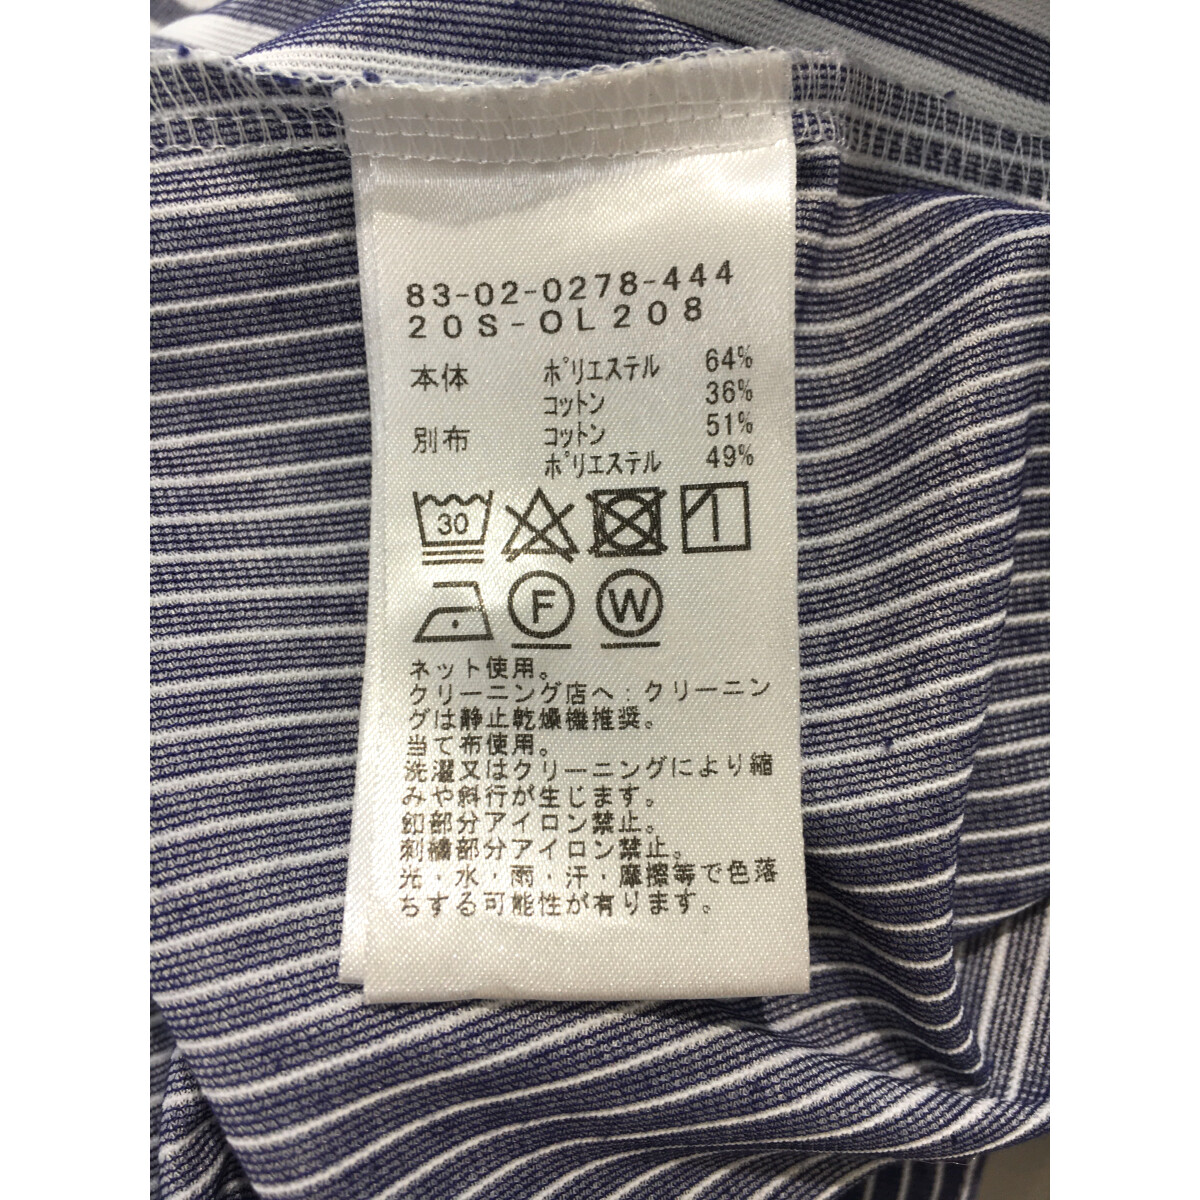 83-02-0278-444
20S-OL208
本体 ポリエステル 64%
コットン 36%
別布 コットン 51%
ポリエステル 49%
30
F W
ネット使用。
クリーニング店へ：クリーニン
グは静止乾燥機推奨。
当て布使用。
洗濯又はクリーニングにより縮
みや斜行が生じます。
釦部分アイロン禁止。
刺繍部分アイロン禁止。
光・水・雨・汗・摩擦等で色落
ちする可能性が有ります。